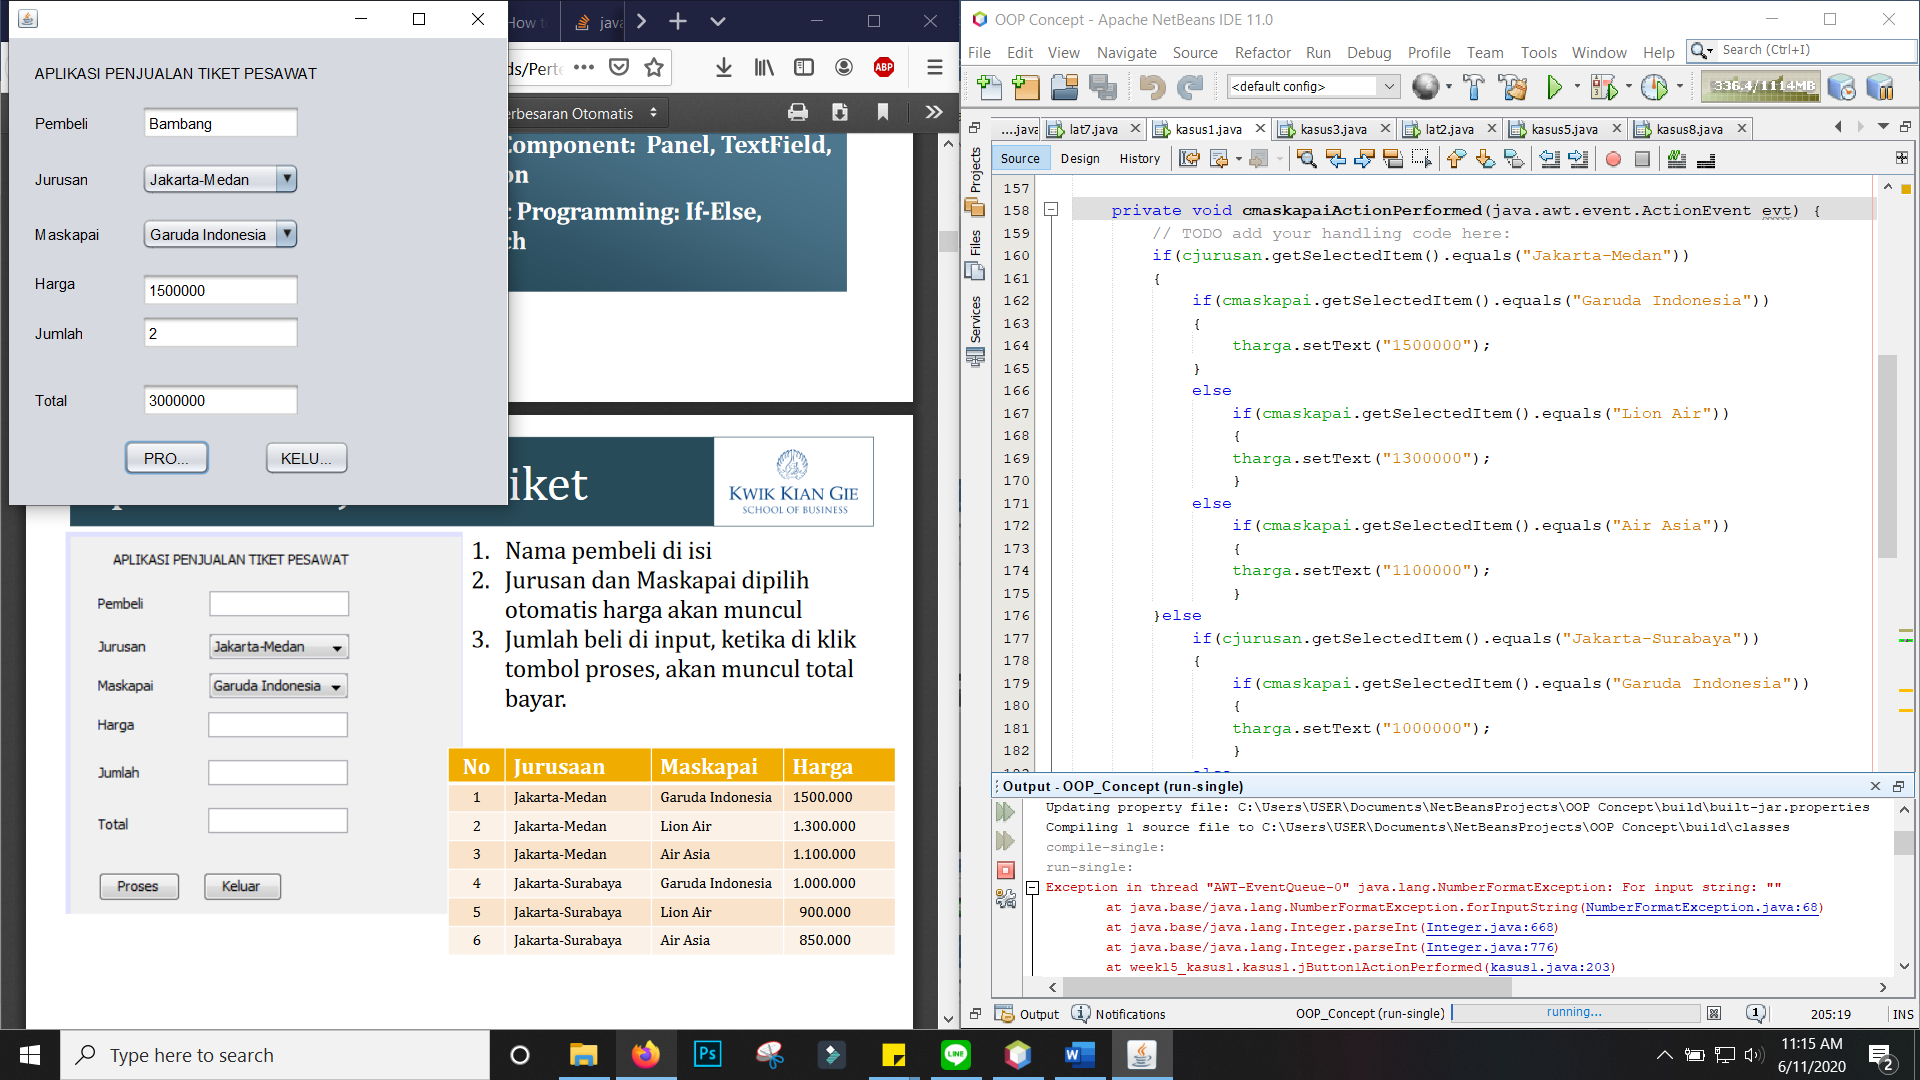 APLIKASI PENJUALAN TIKET PESAWAT
Pembeli
Bambang
Jurusan
Jakarta-Medan
Maskapai
Garuda Indonesia
Harga
1500000
Jumlah
2
Total
3000000
PRO...
KELU...
How t
java
ds/Perte
ABP
erbesaran Otomatis
Component: Panel, TextField,
on
Programming: If-Else,
ch
iket
KWIK KIAN GIE
SCHOOL OF BUSINESS
APLIKASI PENJUALAN TIKET PESAWAT
Pembeli
Jurusan
Jakarta-Medan
Maskapai
Garuda Indonesia
Harga
Jumlah
Total
Proses
Keluar
1. Nama pembeli di isi
2. Jurusan dan Maskapai dipilih
otomatis harga akan muncul
3. Jumlah beli di input, ketika di klik
tombol proses, akan muncul total
bayar.
No Jurusaan Maskapai Harga
1 Jakarta-Medan Garuda Indonesia 1500.000
2 Jakarta-Medan Lion Air 1.300.000
3 Jakarta-Medan Air Asia 1.100.000
4 Jakarta-Surabaya Garuda Indonesia 1.000.000
5 Jakarta-Surabaya Lion Air 900.000
6 Jakarta-Surabaya Air Asia 850.000
OOP Concept - Apache NetBeans IDE 11.0
File Edit View Navigate Source Refactor Run Debug Profile Team Tools Window Help
Search (Ctrl+I)
<default config>
336.4/1114MB
....java lat7.java kasus1.java kasus3.java lat2.java kasus5.java kasus8.java
Source Design History
Projects
Files
Services
157
158 private void cmaskapaiActionPerformed(java.awt.event.ActionEvent evt) {
159 // TODO add your handling code here:
160 if(cjurusan.getSelectedItem().equals("Jakarta-Medan"))
161 {
162 if(cmaskapai.getSelectedItem().equals("Garuda Indonesia"))
163 {
164 tharga.setText("1500000");
165 }
166 else
167 if(cmaskapai.getSelectedItem().equals("Lion Air"))
168 {
169 tharga.setText("1300000");
170 }
171 else
172 if(cmaskapai.getSelectedItem().equals("Air Asia"))
173 {
174 tharga.setText("1100000");
175 }
176 }else
177 if(cjurusan.getSelectedItem().equals("Jakarta-Surabaya"))
178 {
179 if(cmaskapai.getSelectedItem().equals("Garuda Indonesia"))
180 {
181 tharga.setText("1000000");
182 }
Output - OOP_Concept (run-single)
Updating property file: C:\Users\USER\Documents\NetBeansProjects\OOP Concept\build\built-jar.properties
Compiling 1 source file to C:\Users\USER\Documents\NetBeansProjects\OOP Concept\build\classes
compile-single:
run-single:
Exception in thread "AWT-EventQueue-0" java.lang.NumberFormatException: For input string: ""
at java.base/java.lang.NumberFormatException.forInputString(NumberFormatException.java:68)
at java.base/java.lang.Integer.parseInt(Integer.java:668)
at java.base/java.lang.Integer.parseInt(Integer.java:776)
at week15_kasus1.kasus1.jButton1ActionPerformed(kasus1.java:203)
Output Notifications OOP_Concept (run-single) running... 1 205:19 INS
Type here to search
Ps
LINE
W
11:15 AM
6/11/2020
2